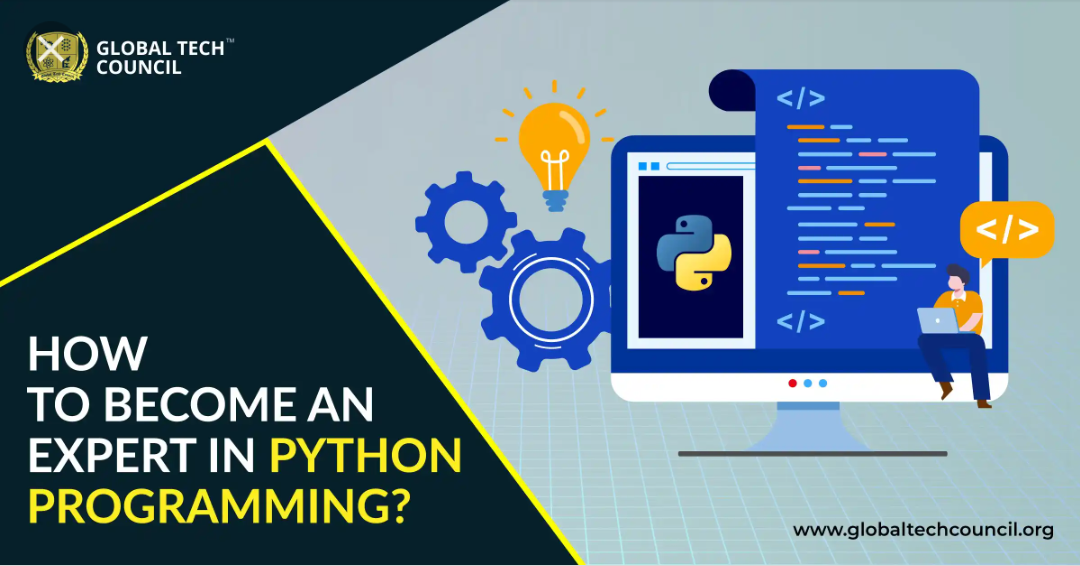 GLOBAL TECH™
COUNCIL
</>
</>
</>
HOW
TO BECOME AN
EXPERT IN PYTHON
PROGRAMMING?
www.globaltechcouncil.org